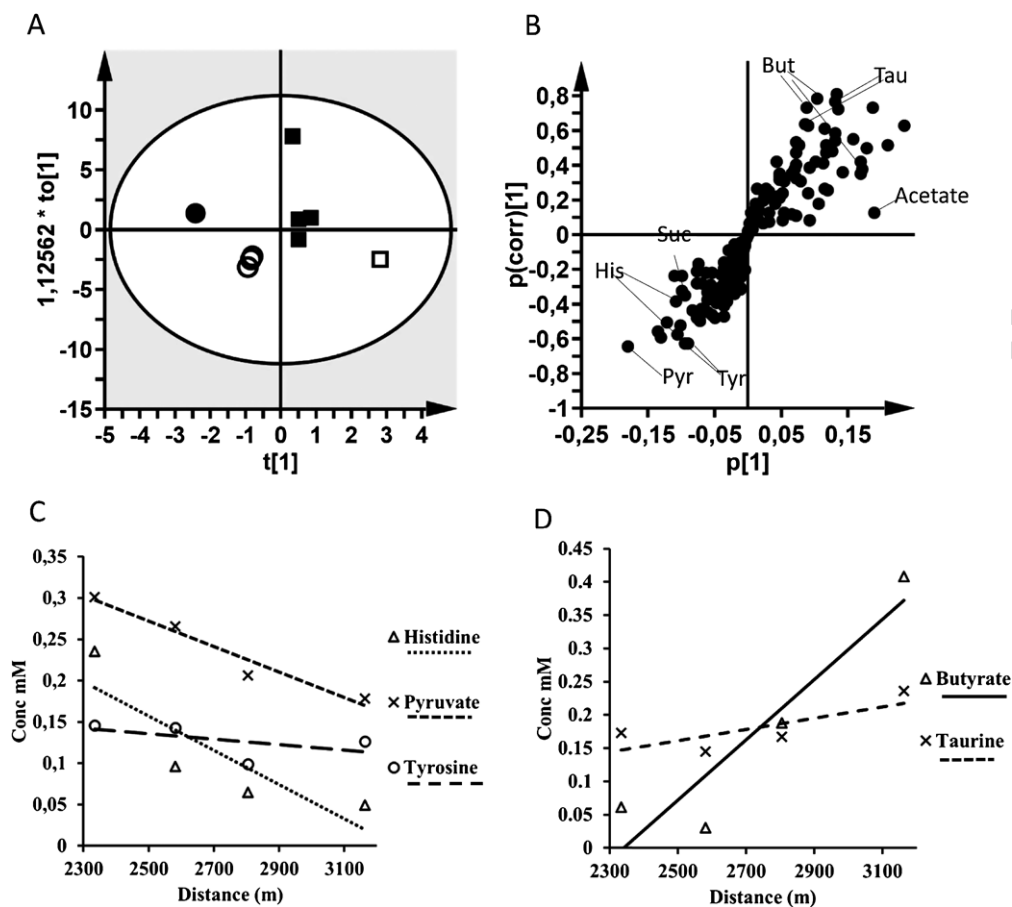 A
1,12562 * to[1]
10
5
0
-5
-10
-15
-5 -4 -3 -2 -1 0 1 2 3 4
t[1]
B
p(corr)[1]
0,8
0,6
0,4
0,2
0
-0,2
-0,4
-0,6
-0,8
-1
-0,25 -0,15 -0,05 0,05 0,15
p[1]
But
Tau
Acetate
Suc
His
Pyr
Tyr
C
Conc mM
0,35
0,3
0,25
0,2
0,15
0,1
0,05
0
2300 2500 2700 2900 3100
Distance (m)
Histidine
Pyruvate
Tyrosine
D
Conc mM
0.45
0.4
0.35
0.3
0.25
0.2
0.15
0.1
0.05
0
2300 2500 2700 2900 3100
Distance (m)
Butyrate
Taurine